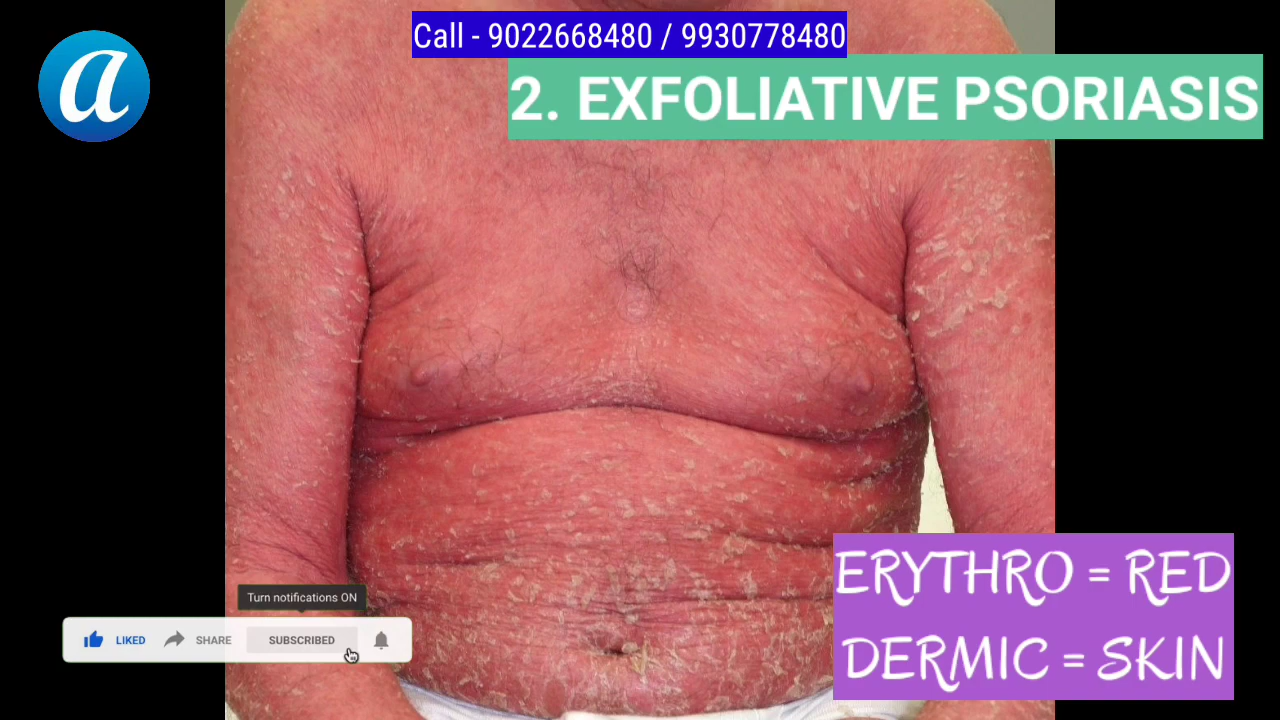 Call - 9022668480 / 9930778480
a
2. EXFOLIATIVE PSORIASIS
ERYTHRO = RED
DERMIC = SKIN
Turn notifications ON
LIKED SHARE SUBSCRIBED